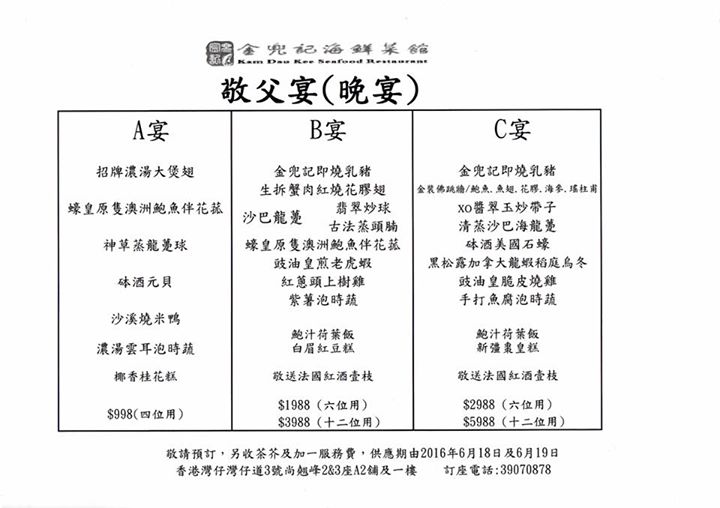 金兜記海鮮菜館
Kam Dau Kee Seafood Restaurant
敬父宴(晚宴)
A宴
招牌濃湯大煲翅
蠔皇原隻澳洲鮑魚伴花菇
神草蒸龍躉球
砵酒元貝
沙溪燒米鴨
濃湯雲耳泡時蔬
椰香桂花糕
$998(四位用)
B宴
金兜記即燒乳豬
生拆蟹肉紅燒花膠翅
沙巴龍躉
翡翠炒球
古法蒸頭腩
蠔皇原隻澳洲鮑魚伴花菇
豉油皇煎老虎蝦
紅蔥頭上樹雞
紫薯泡時蔬
鮑汁荷葉飯
白眉紅豆糕
敬送法國紅酒壹枝
$1988 (六位用)
$3988 (十二位用)
C宴
金兜記即燒乳豬
金裝佛跳牆/鮑魚.魚翅.花膠.海參.瑤柱甫
XO醬翠玉炒帶子
清蒸沙巴海龍躉
砵酒美國石蠔
黑松露加拿大龍蝦稻庭烏冬
豉油皇脆皮燒雞
手打魚腐泡時蔬
鮑汁荷葉飯
新疆棗皇糕
敬送法國紅酒壹枝
$2988 (六位用)
$5988 (十二位用)
敬請預訂，另收茶芥及加一服務費，供應期由2016年6月18日及6月19日
香港灣仔灣仔道3號尚翹峰2&3座A2舖及一樓 訂座電話:39070878